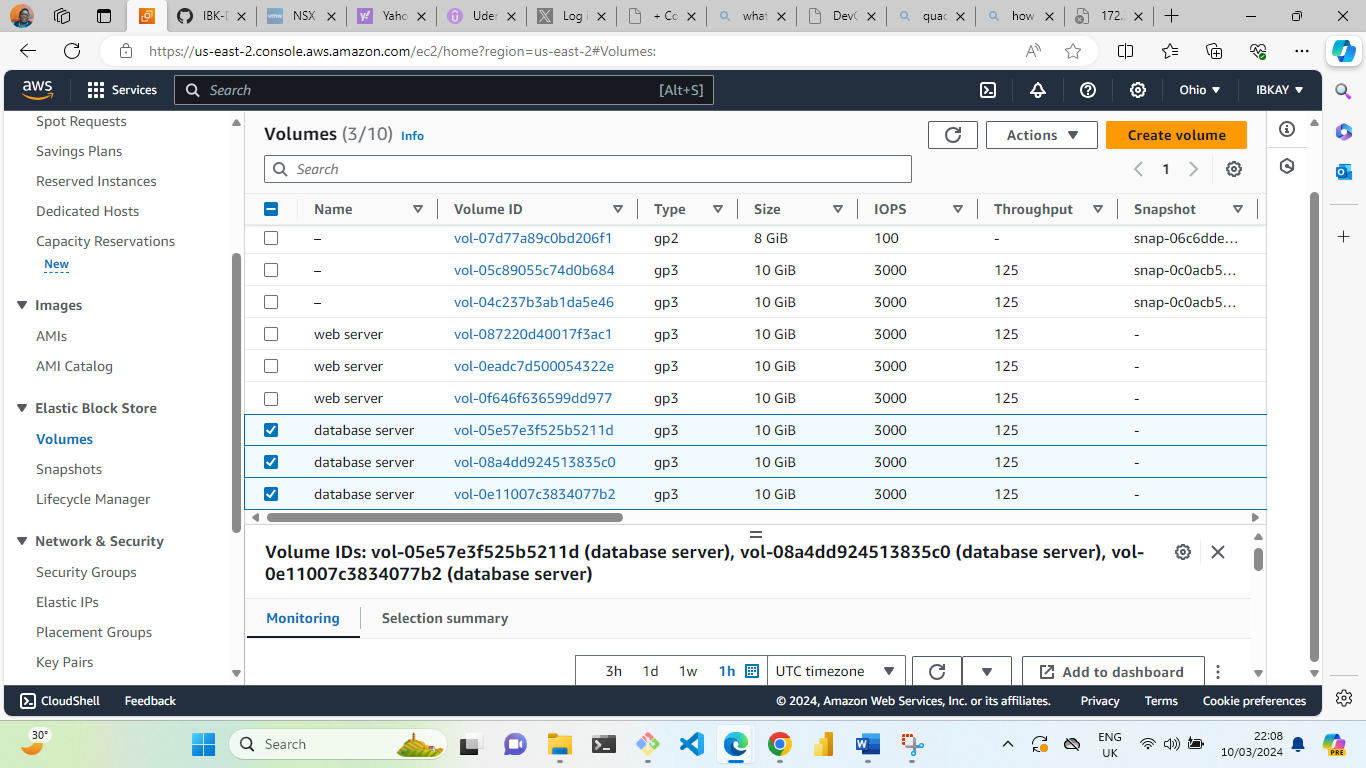 IBK-I
NSX
Yaho
Uder
Log i
+ Co
what
DevO
quac
how
172.
https://us-east-2.console.aws.amazon.com/ec2/home?region=us-east-2#Volumes:
aws
Services
Search
[Alt+S]
Ohio
IBKAY
Spot Requests
Savings Plans
Reserved Instances
Dedicated Hosts
Capacity Reservations
New
Images
AMIs
AMI Catalog
Elastic Block Store
Volumes
Snapshots
Lifecycle Manager
Network & Security
Security Groups
Elastic IPs
Placement Groups
Key Pairs
Volumes (3/10) Info
Actions
Create volume
Search
1
Name Volume ID Type Size IOPS Throughput Snapshot
– vol-07d77a89c0bd206f1 gp2 8 GiB 100 - snap-06c6dde…
– vol-05c89055c74d0b684 gp3 10 GiB 3000 125 snap-0c0acb5…
– vol-04c237b3ab1da5e46 gp3 10 GiB 3000 125 snap-0c0acb5…
web server vol-087220d40017f3ac1 gp3 10 GiB 3000 125 -
web server vol-0eadc7d500054322e gp3 10 GiB 3000 125 -
web server vol-0f646f636599dd977 gp3 10 GiB 3000 125 -
database server vol-05e57e3f525b5211d gp3 10 GiB 3000 125 -
database server vol-08a4dd924513835c0 gp3 10 GiB 3000 125 -
database server vol-0e11007c3834077b2 gp3 10 GiB 3000 125 -
Volume IDs: vol-05e57e3f525b5211d (database server), vol-08a4dd924513835c0 (database server), vol-
0e11007c3834077b2 (database server)
Monitoring
Selection summary
3h 1d 1w 1h UTC timezone
Add to dashboard
CloudShell
Feedback
© 2024, Amazon Web Services, Inc. or its affiliates.
Privacy
Terms
Cookie preferences
30°
Search
ENG
UK
22:08
10/03/2024
PRE